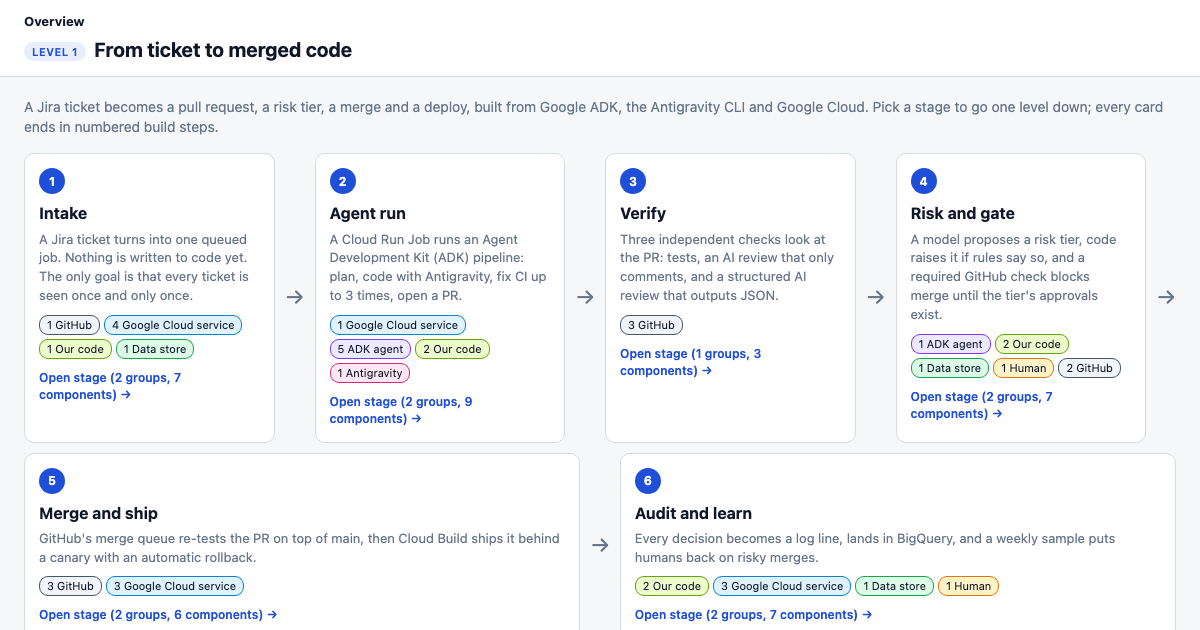 Overview
LEVEL 1 From ticket to merged code
A Jira ticket becomes a pull request, a risk tier, a merge and a deploy, built from Google ADK, the Antigravity CLI and Google Cloud. Pick a stage to go one level down; every card
ends in numbered build steps.
1
Intake
A Jira ticket turns into one queued
job. Nothing is written to code yet.
The only goal is that every ticket is
seen once and only once.
1 GitHub 4 Google Cloud service
1 Our code 1 Data store
Open stage (2 groups, 7
components) →
→
2
Agent run
A Cloud Run Job runs an Agent
Development Kit (ADK) pipeline:
plan, code with Antigravity, fix CI up
to 3 times, open a PR.
1 Google Cloud service
5 ADK agent 2 Our code
1 Antigravity
Open stage (2 groups, 9
components) →
→
3
Verify
Three independent checks look at
the PR: tests, an AI review that only
comments, and a structured AI
review that outputs JSON.
3 GitHub
Open stage (1 groups, 3
components) →
→
4
Risk and gate
A model proposes a risk tier, code
raises it if rules say so, and a
required GitHub check blocks
merge until the tier's approvals
exist.
1 ADK agent 2 Our code
1 Data store 1 Human 2 GitHub
Open stage (2 groups, 7
components) →
→
5
Merge and ship
GitHub's merge queue re-tests the PR on top of main, then Cloud Build ships it behind
a canary with an automatic rollback.
3 GitHub 3 Google Cloud service
Open stage (2 groups, 6 components) →
→
6
Audit and learn
Every decision becomes a log line, lands in BigQuery, and a weekly sample puts
humans back on risky merges.
2 Our code 3 Google Cloud service 1 Data store 1 Human
Open stage (2 groups, 7 components) →